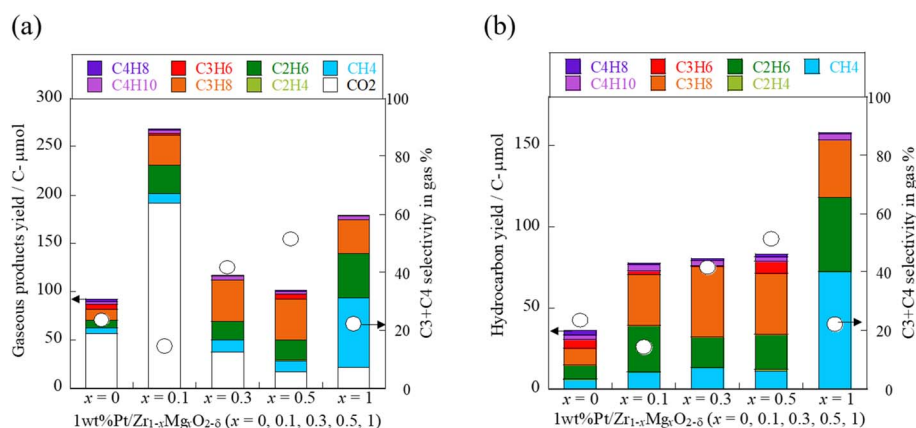 (a)
C4H8 C3H6 C2H6 CH4
C4H10 C3H8 C2H4 CO2
300
250
200
150
100
50
0
Gaseous products yield / C- μmol
100
80
60
40
20
0
C3+C4 selectivity in gas %
x = 0 x = 0.1 x = 0.3 x = 0.5 x = 1
1wt%Pt/Zr1-xMgxO2-δ (x = 0, 0.1, 0.3, 0.5, 1)
(b)
C4H8 C3H6 C2H6 CH4
C4H10 C3H8 C2H4
150
100
50
0
Hydrocarbon yield / C- μmol
100
80
60
40
20
0
C3+C4 selectivity in gas %
x = 0 x = 0.1 x = 0.3 x = 0.5 x = 1
1wt%Pt/Zr1-xMgxO2-δ (x = 0, 0.1, 0.3, 0.5, 1)